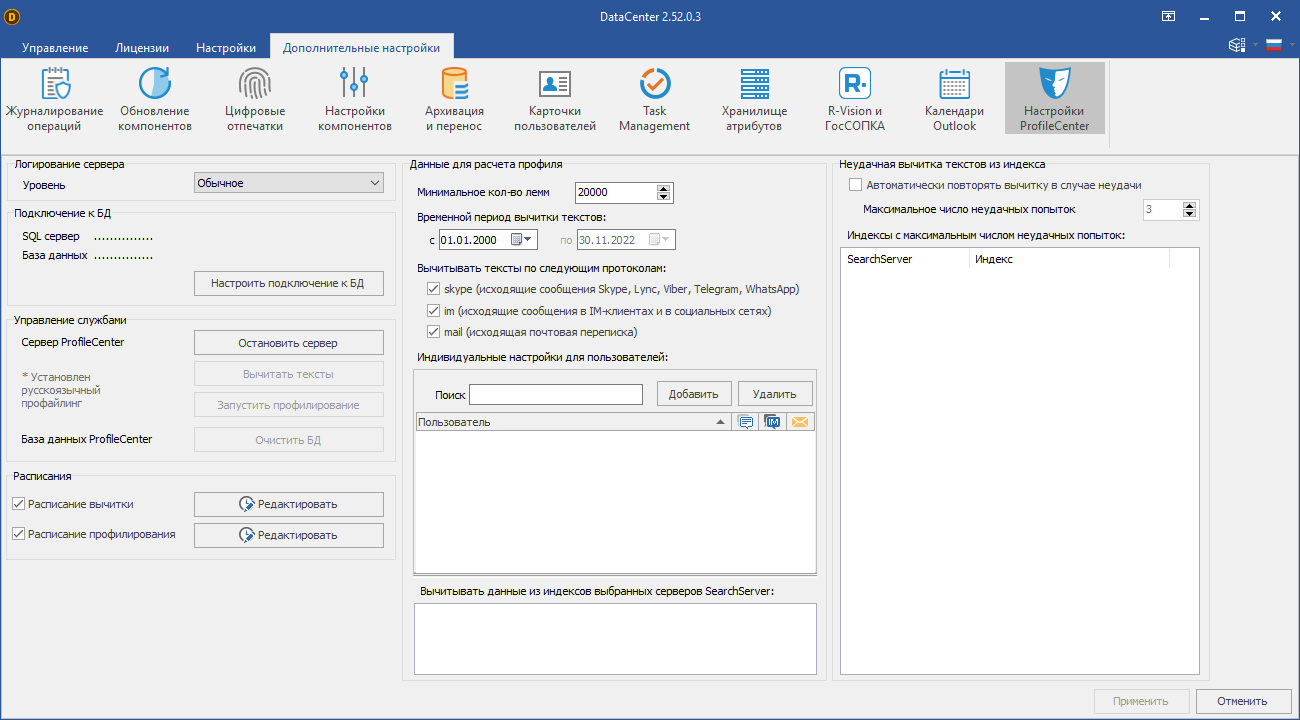 D
DataCenter 2.52.0.3
Управление Лицензии Настройки Дополнительные настройки
Журналирование операций
Обновление компонентов
Цифровые отпечатки
Настройки компонентов
Архивация и перенос
Карточки пользователей
Task Management
Хранилище атрибутов
R·
R-Vision и ГосСОПКА
Календари Outlook
Настройки ProfileCenter
Логирование сервера
Уровень Обычное
Подключение к БД
SQL сервер ...............
База данных ...............
Настроить подключение к БД
Управление службами
Сервер ProfileCenter Остановить сервер
* Установлен
русскоязычный
профайлинг
Вычитать тексты
Запустить профилирование
База данных ProfileCenter Очистить БД
Расписания
Расписание вычитки Редактировать
Расписание профилирования Редактировать
Данные для расчета профиля
Минимальное кол-во лемм 20000
Временной период вычитки текстов:
с 01.01.2000 по 30.11.2022
Вычитывать тексты по следующим протоколам:
skype (исходящие сообщения Skype, Lync, Viber, Telegram, WhatsApp)
im (исходящие сообщения в IM-клиентах и в социальных сетях)
mail (исходящая почтовая переписка)
Индивидуальные настройки для пользователей:
Поиск Добавить Удалить
Пользователь IM
Вычитывать данные из индексов выбранных серверов SearchServer:
Неудачная вычитка текстов из индекса
Автоматически повторять вычитку в случае неудачи
Максимальное число неудачных попыток 3
Индексы с максимальным числом неудачных попыток:
SearchServer Индекс
Применить Отменить